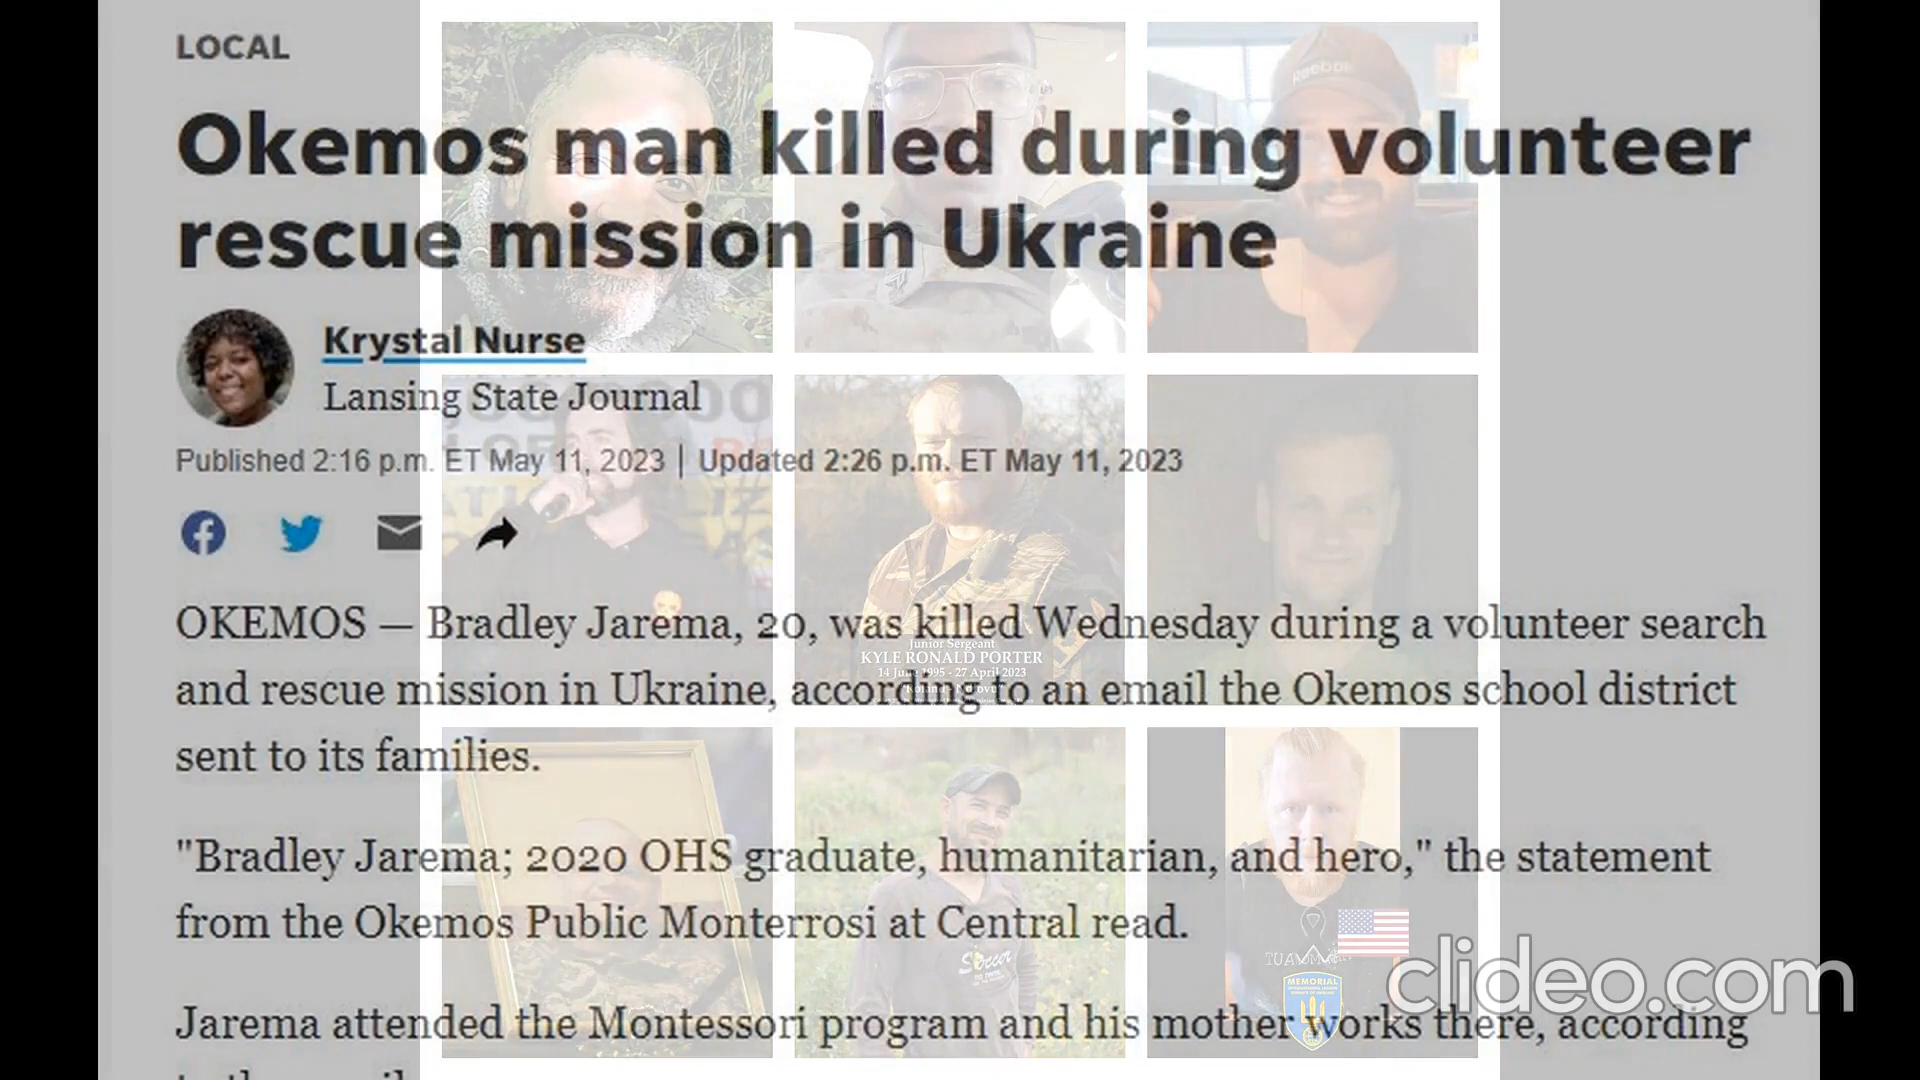 LOCAL
Okemos man killed during volunteer
rescue mission in Ukraine
Krystal Nurse
Lansing State Journal
Published 2:16 p.m. ET May 11, 2023 | Updated 2:26 p.m. ET May 11, 2023
OKEMOS — Bradley Jarema, 20, was killed Wednesday during a volunteer search
and rescue mission in Ukraine, according to an email the Okemos school district
sent to its families.
"Bradley Jarema; 2020 OHS graduate, humanitarian, and hero," the statement
from the Okemos Public Monterrosi at Central read.
Jarema attended the Montessori program and his mother works there, according
Reebok
Junior Sergeant
KYLE RONALD PORTER
14 June 1995 - 27 April 2023
Soccer
MEMORIAL
clideo.com